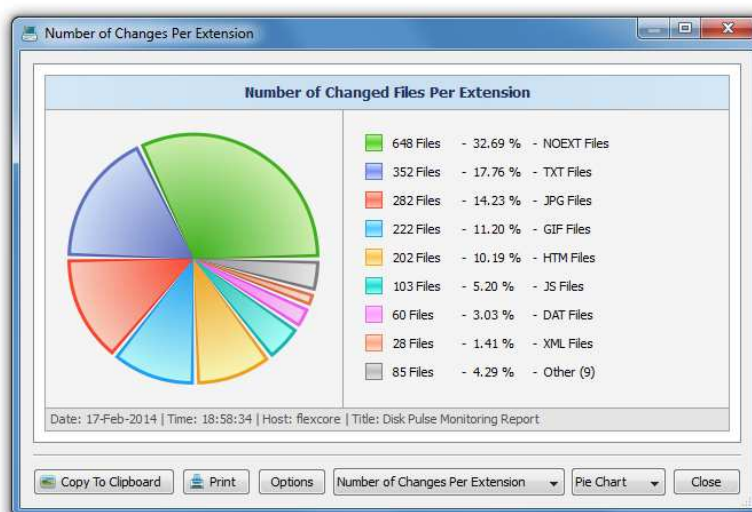 Number of Changes Per Extension
Number of Changed Files Per Extension
648 Files - 32.69 % - NOEXT Files
352 Files - 17.76 % - TXT Files
282 Files - 14.23 % - JPG Files
222 Files - 11.20 % - GIF Files
202 Files - 10.19 % - HTM Files
103 Files - 5.20 % - JS Files
60 Files - 3.03 % - DAT Files
28 Files - 1.41 % - XML Files
85 Files - 4.29 % - Other (9)
Date: 17-Feb-2014 | Time: 18:58:34 | Host: flexcore | Title: Disk Pulse Monitoring Report
Copy To Clipboard Print Options Number of Changes Per Extension Pie Chart Close